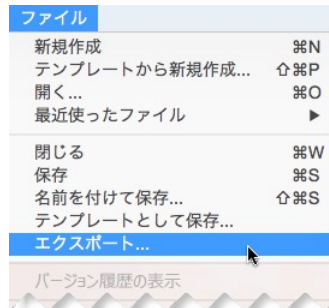 ファイル
新規作成 ⌘N
テンプレートから新規作成... ⇧⌘P
開く... ⌘O
最近使ったファイル ▶
閉じる ⌘W
保存 ⌘S
名前を付けて保存... ⇧⌘S
テンプレートとして保存...
エクスポート...
バージョン履歴の表示